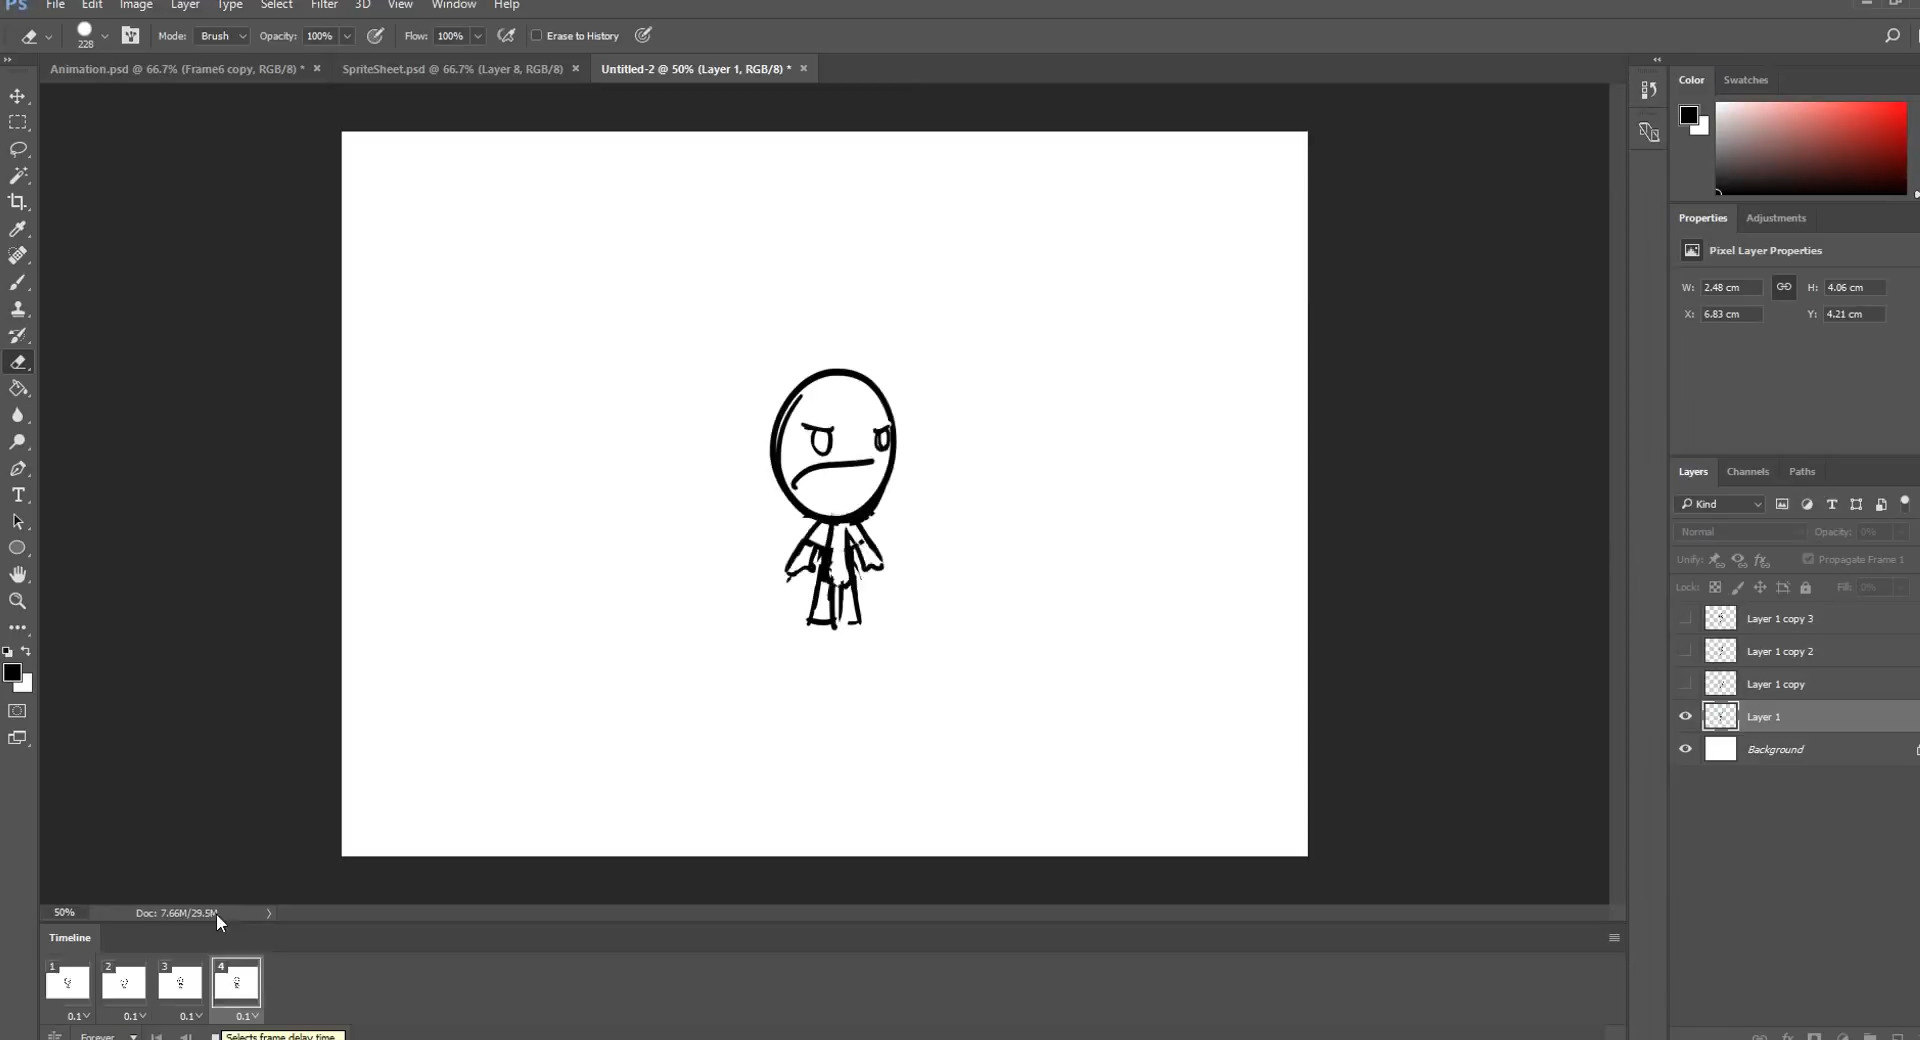 Ps File Edit Image Layer Type Select Filter 3D View Window Help
228 Mode: Brush Opacity: 100% Flow: 100% Erase to History
Animation.psd @ 66.7% (Frame6 copy, RGB/8) * × SpriteSheet.psd @ 66.7% (Layer 8, RGB/8) × Untitled-2 @ 50% (Layer 1, RGB/8) * ×
Color Swatches
Properties Adjustments
Pixel Layer Properties
W: 2.48 cm H: 4.06 cm
X: 6.83 cm Y: 4.21 cm
Layers Channels Paths
Kind
Normal Opacity: 0%
Unify: Propagate Frame 1
Lock: Fill: 0%
Layer 1 copy 3
Layer 1 copy 2
Layer 1 copy
Layer 1
Background
50% Doc: 7.66M/29.5M
Timeline
1 2 3 4
0.1 0.1 0.1 0.1
Forever Selects frame delay time